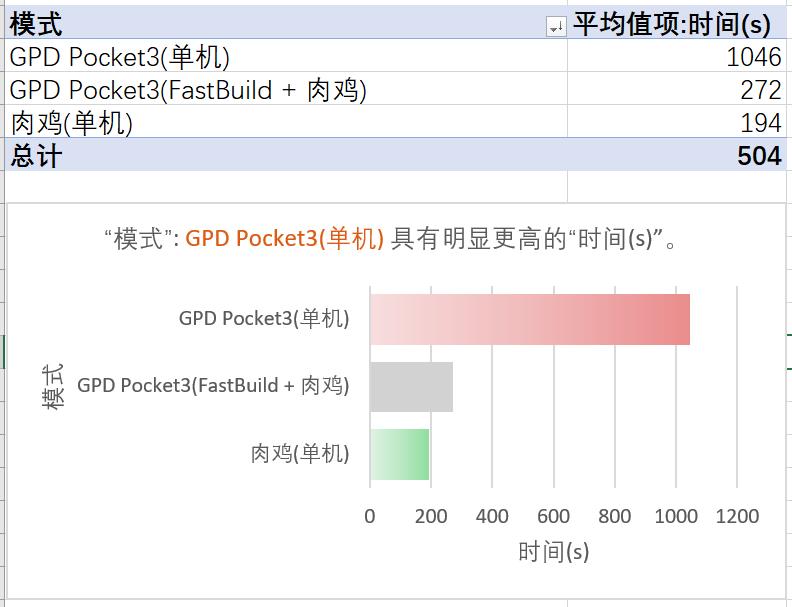 模式 平均值项:时间(s)
GPD Pocket3(单机) 1046
GPD Pocket3(FastBuild + 肉鸡) 272
肉鸡(单机) 194
总计 504
“模式”: GPD Pocket3(单机) 具有明显更高的“时间(s)”。
GPD Pocket3(单机)
GPD Pocket3(FastBuild + 肉鸡)
肉鸡(单机)
模式
0 200 400 600 800 1000 1200
时间(s)